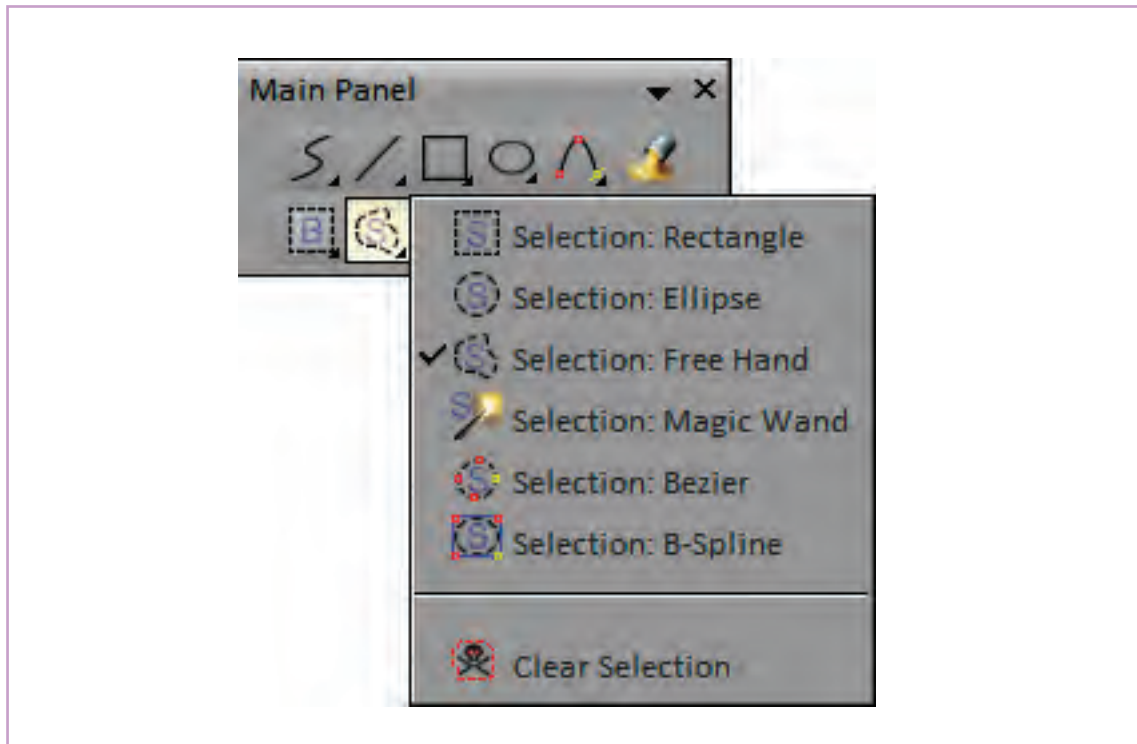 Main Panel
Selection: Rectangle
Selection: Ellipse
Selection: Free Hand
Selection: Magic Wand
Selection: Bezier
Selection: B-Spline
Clear Selection